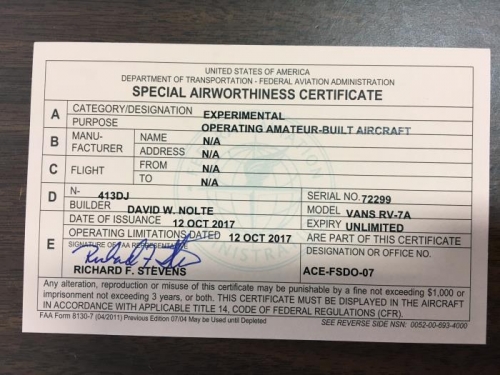 UNITED STATES OF AMERICA
DEPARTMENT OF TRANSPORTATION - FEDERAL AVIATION ADMINISTRATION
SPECIAL AIRWORTHINESS CERTIFICATE
A CATEGORY/DESIGNATION EXPERIMENTAL
PURPOSE OPERATING AMATEUR-BUILT AIRCRAFT
B MANU-FACTURER NAME N/A
ADDRESS N/A
C FLIGHT FROM N/A
TO N/A
D N- 413DJ SERIAL NO. 72299
BUILDER DAVID W. NOLTE MODEL VANS RV-7A
DATE OF ISSUANCE 12 OCT 2017 EXPIRY UNLIMITED
E OPERATING LIMITATIONS DATED 12 OCT 2017 ARE PART OF THIS CERTIFICATE
SIGNATURE OF FAA REPRESENTATIVE DESIGNATION OR OFFICE NO.
RICHARD F. STEVENS ACE-FSDO-07
Any alteration, reproduction or misuse of this certificate may be punishable by a fine not exceeding $1,000 or
imprisonment not exceeding 3 years, or both. THIS CERTIFICATE MUST BE DISPLAYED IN THE AIRCRAFT
IN ACCORDANCE WITH APPLICABLE TITLE 14, CODE OF FEDERAL REGULATIONS (CFR).
FAA Form 8130-7 (04/2011) Previous Edition 07/04 May be Used until Depleted SEE REVERSE SIDE NSN: 0052-00-693-4000